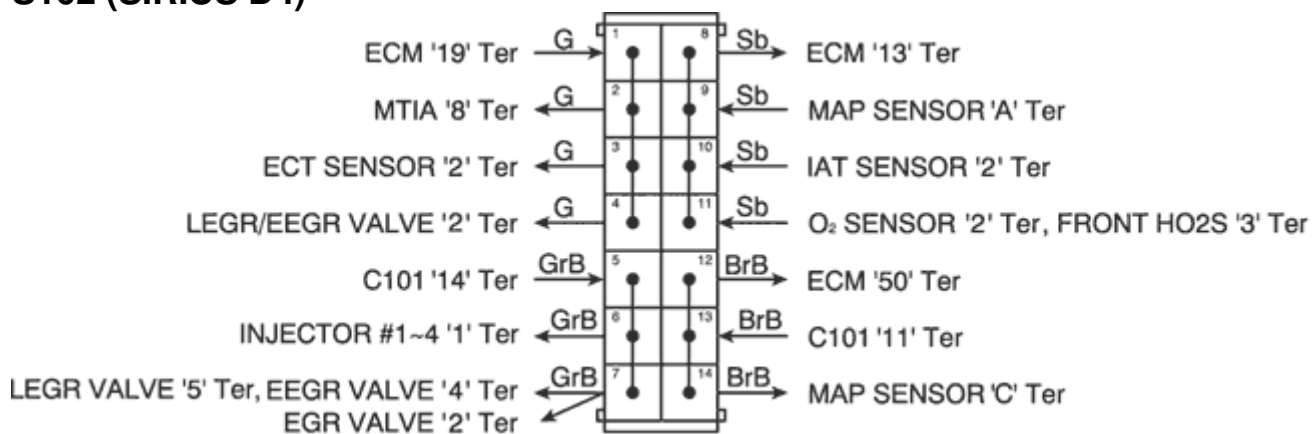 ECM '19' Ter G 1 8 Sb ECM '13' Ter
MTIA '8' Ter G 2 9 Sb MAP SENSOR 'A' Ter
ECT SENSOR '2' Ter G 3 10 Sb IAT SENSOR '2' Ter
LEGR/EEGR VALVE '2' Ter G 4 11 Sb O₂ SENSOR '2' Ter, FRONT HO2S '3' Ter
C101 '14' Ter GrB 5 12 BrB ECM '50' Ter
INJECTOR #1~4 '1' Ter GrB 6 13 BrB C101 '11' Ter
LEGR VALVE '5' Ter, EEGR VALVE '4' Ter GrB 7 14 BrB MAP SENSOR 'C' Ter
EGR VALVE '2' Ter